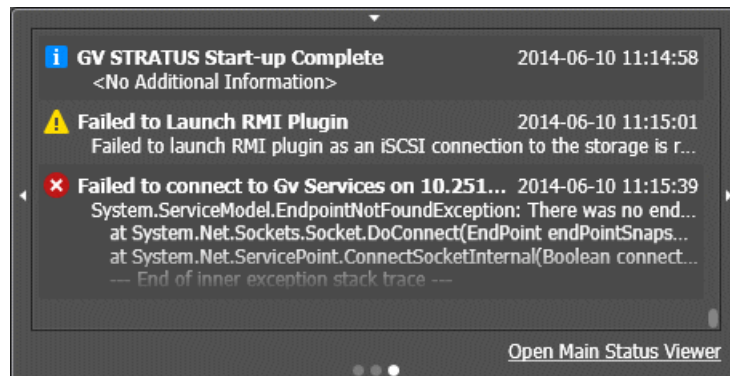 GV STRATUS Start-up Complete 2014-06-10 11:14:58
<No Additional Information>
Failed to Launch RMI Plugin 2014-06-10 11:15:01
Failed to launch RMI plugin as an iSCSI connection to the storage is r...
Failed to connect to Gv Services on 10.251... 2014-06-10 11:15:39
System.ServiceModel.EndpointNotFoundException: There was no end...
at System.Net.Sockets.Socket.DoConnect(EndPoint endPointSnaps...
at System.Net.ServicePoint.ConnectSocketInternal(Boolean connect...
--- End of inner exception stack trace ---
Open Main Status Viewer